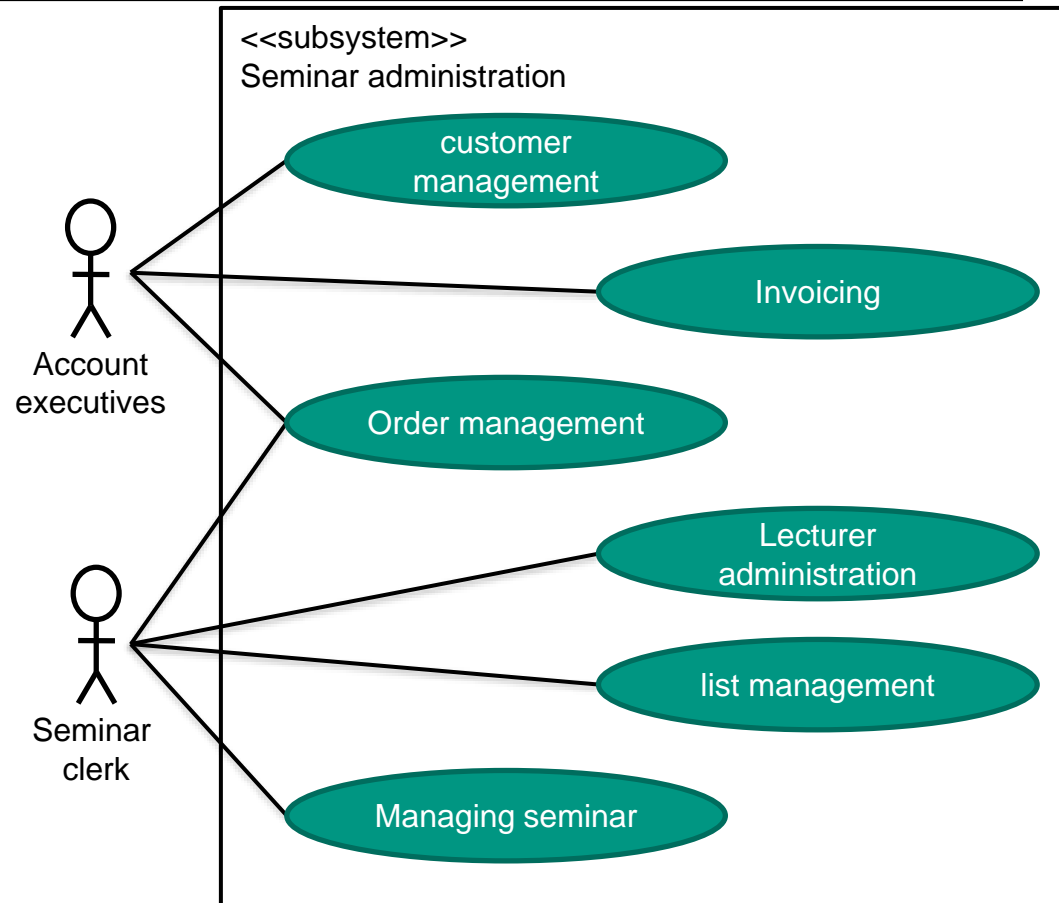 <<subsystem>>
Seminar administration
customer
management
Invoicing
Account
executives
Order management
Lecturer
administration
list management
Seminar
clerk
Managing seminar